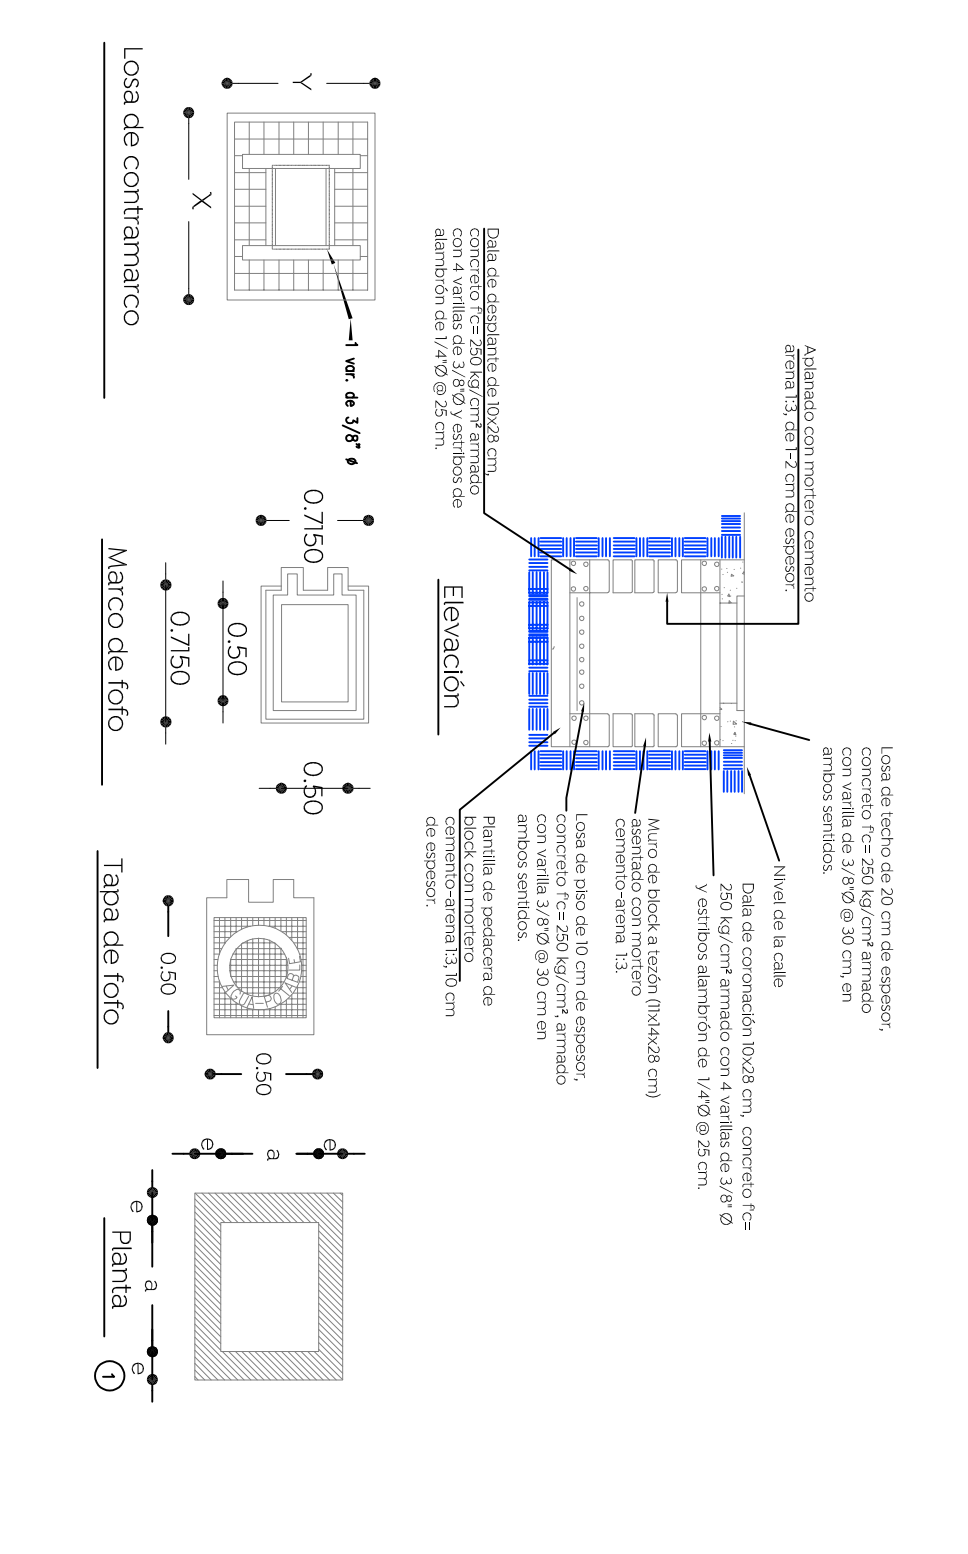 Losa de techo de 20 cm de espesor,
concreto f'c= 250 kg/cm² armado
con varilla de 3/8"Ø @ 30 cm, en
ambos sentidos.
Aplanado con mortero cemento
arena 1:3, de 1-2 cm de espesor.
Nivel de la calle
Dala de coronación 10x28 cm, concreto f'c=
250 kg/cm² armado con 4 varillas de 3/8" Ø
y estribos alambrón de 1/4"Ø @ 25 cm.
Muro de block a tezón (11x14x28 cm)
asentado con mortero
cemento-arena 1:3.
Losa de piso de 10 cm de espesor,
concreto f'c= 250 kg/cm², armado
con varilla 3/8"Ø @ 30 cm en
ambos sentidos.
Dala de desplante de 10x28 cm,
concreto f'c= 250 kg/cm² armado
con 4 varillas de 3/8"Ø y estribos de
alambrón de 1/4"Ø @ 25 cm.
Plantilla de pedacera de
block con mortero
cemento-arena 1:3, 10 cm
de espesor.
Elevación
Y
X
1 var. de 3/8" ø
Losa de contramarco
0.7150
0.50
0.7150
0.50
Marco de fofo
AGUA-POTABLE
0.50
0.50
Tapa de fofo
e
a
e
e
a
e
Planta
1